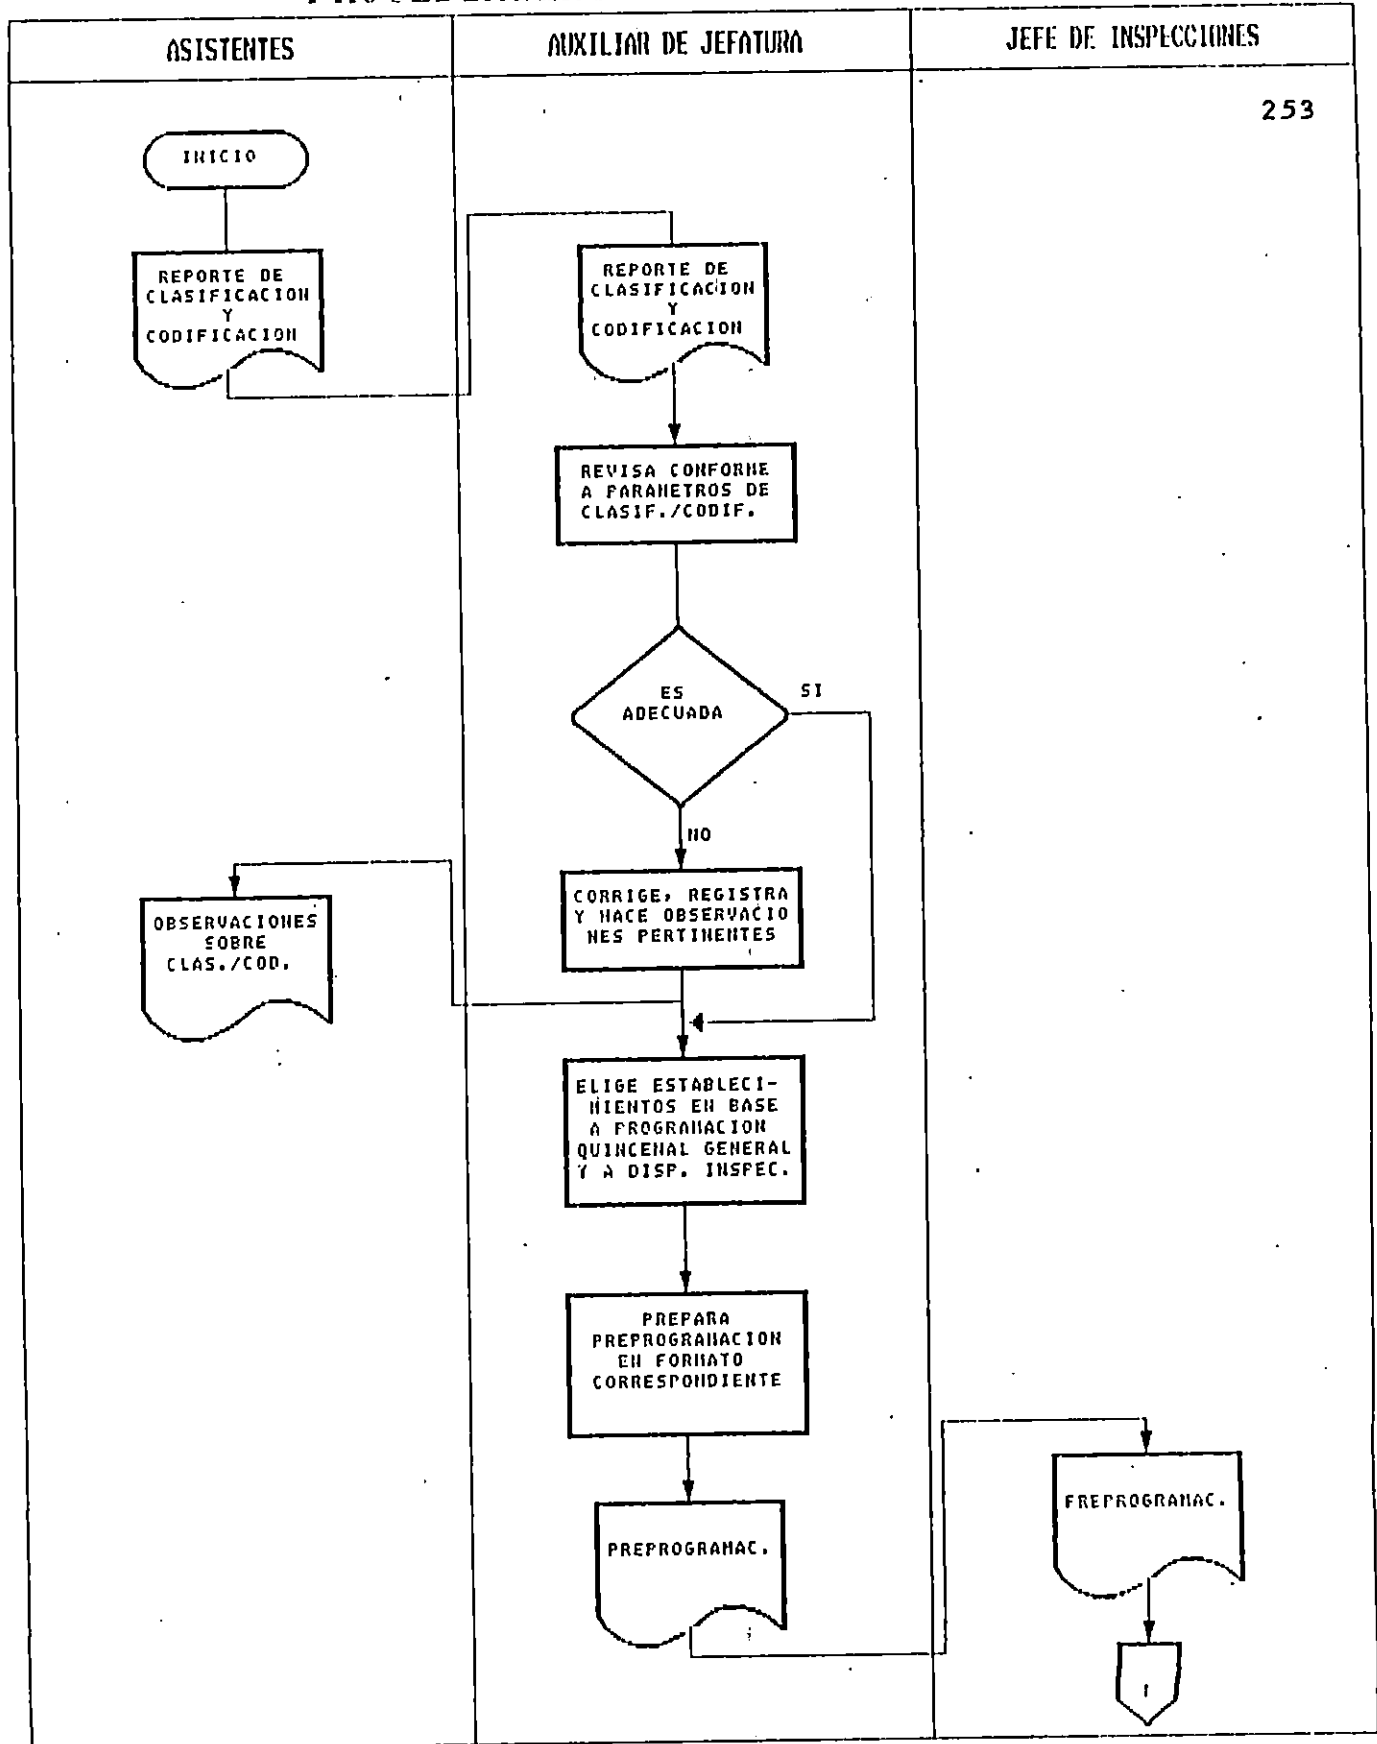 ASISTENTES
AUXILIAR DE JEFATURA
JEFE DE INSPECCIONES
253
INICIO
REPORTE DE
CLASIFICACION
Y
CODIFICACION
REPORTE DE
CLASIFICACION
Y
CODIFICACION
REVISA CONFORME
A PARAMETROS DE
CLASIF./CODIF.
ES
ADECUADA
SI
NO
CORRIGE, REGISTRA
Y HACE OBSERVACIO
NES PERTINENTES
OBSERVACIONES
SOBRE
CLAS./COD.
ELIGE ESTABLECI-
MIENTOS EN BASE
A PROGRAMACION
QUINCENAL GENERAL
Y A DISP. INSPEC.
PREPARA
PREPROGRAMACION
EN FORMATO
CORRESPONDIENTE
PREPROGRAMAC.
PREPROGRAMAC.